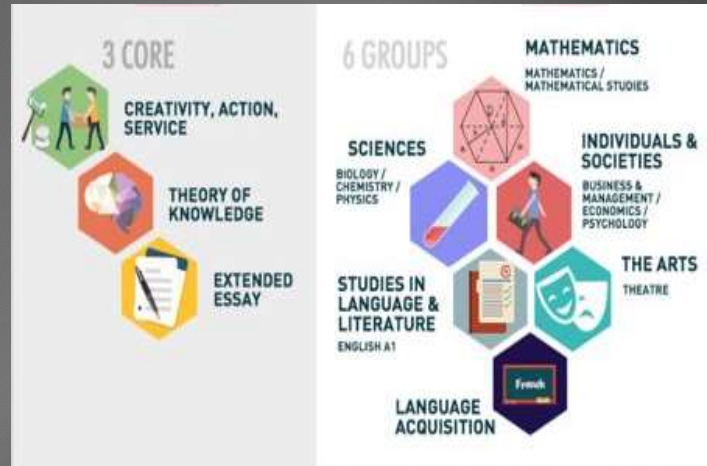 3 CORE
CREATIVITY, ACTION,
SERVICE
THEORY OF
KNOWLEDGE
EXTENDED
ESSAY
6 GROUPS
MATHEMATICS
MATHEMATICS /
MATHEMATICAL STUDIES
SCIENCES
BIOLOGY /
CHEMISTRY /
PHYSICS
INDIVIDUALS &
SOCIETIES
BUSINESS &
MANAGEMENT /
ECONOMICS /
PSYCHOLOGY
STUDIES IN
LANGUAGE &
LITERATURE
ENGLISH A1
THE ARTS
THEATRE
French
LANGUAGE
ACQUISITION